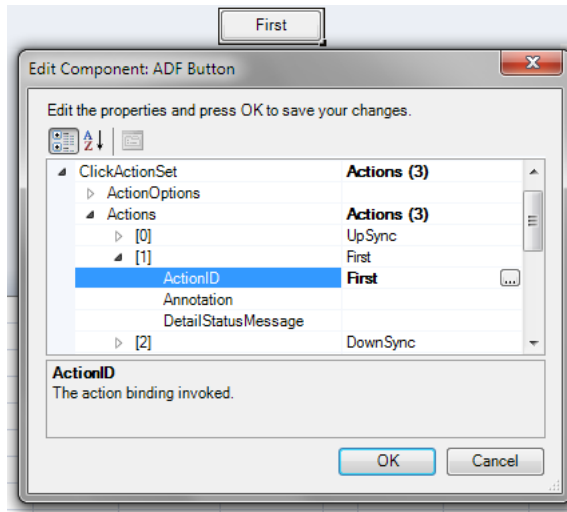 First
Edit Component: ADF Button
Edit the properties and press OK to save your changes.
ClickActionSet Actions (3)
ActionOptions
Actions Actions (3)
[0] UpSync
[1] First
ActionID First ...
Annotation
DetailStatusMessage
[2] DownSync
ActionID
The action binding invoked.
OK Cancel